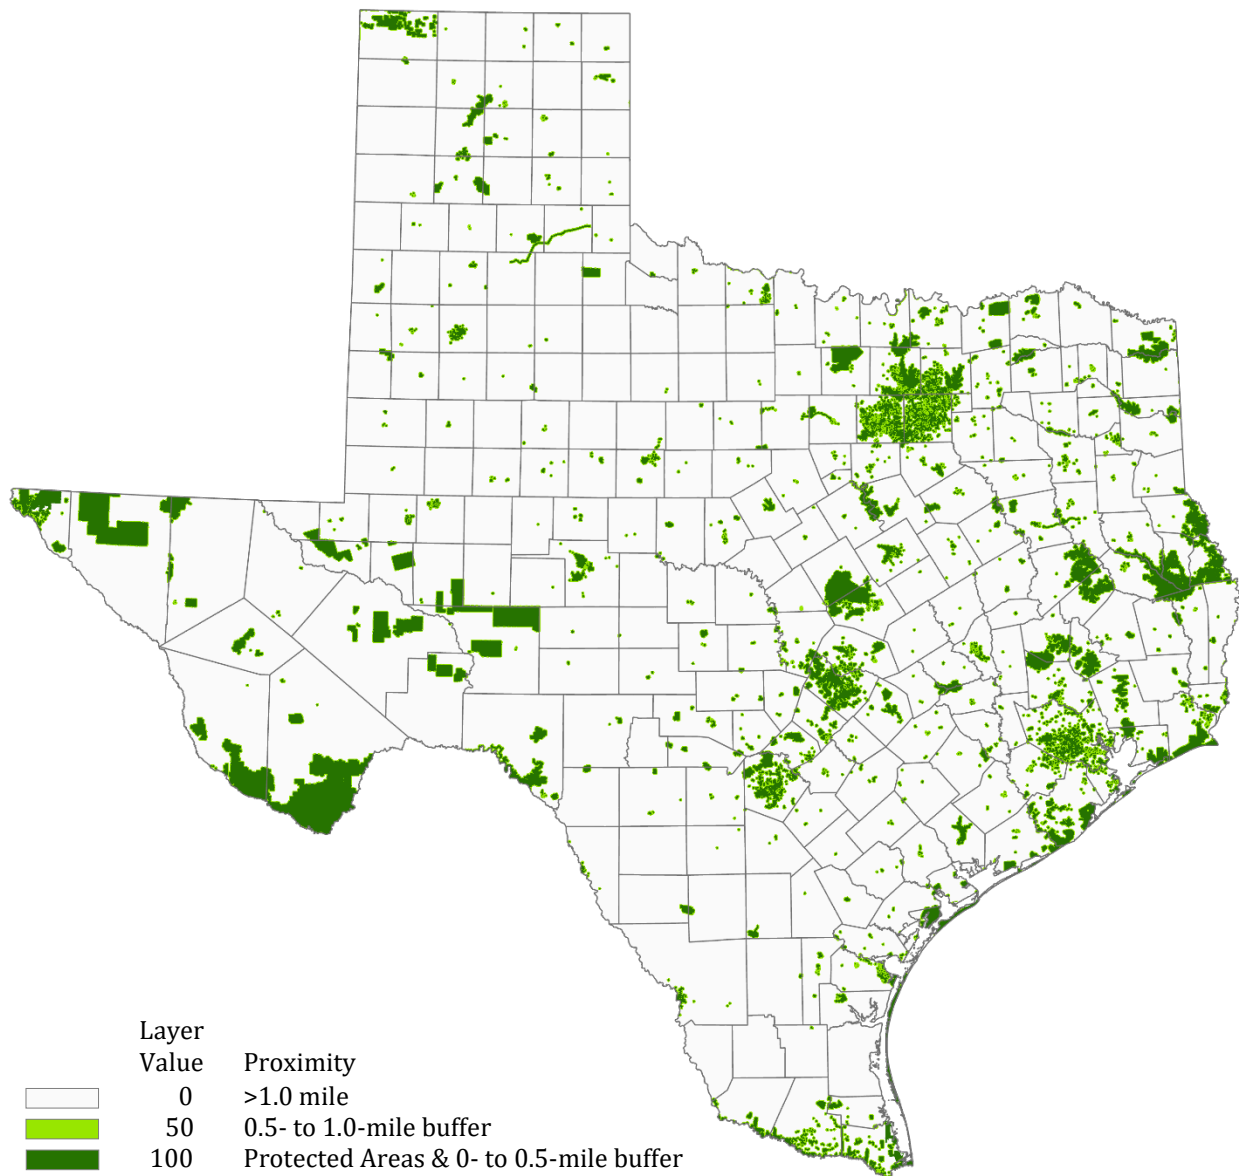 Layer
Value Proximity
0 >1.0 mile
50 0.5- to 1.0-mile buffer
100 Protected Areas & 0- to 0.5-mile buffer